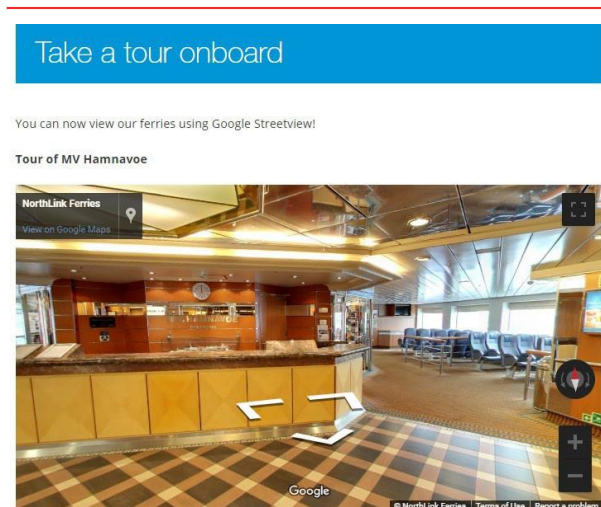 Take a tour onboard
You can now view our ferries using Google Streetview!
Tour of MV Hamnavoe
NorthLink Ferries
View on Google Maps
HAMNAVOE
Google
© NorthLink Ferries Terms of Use Report a problem